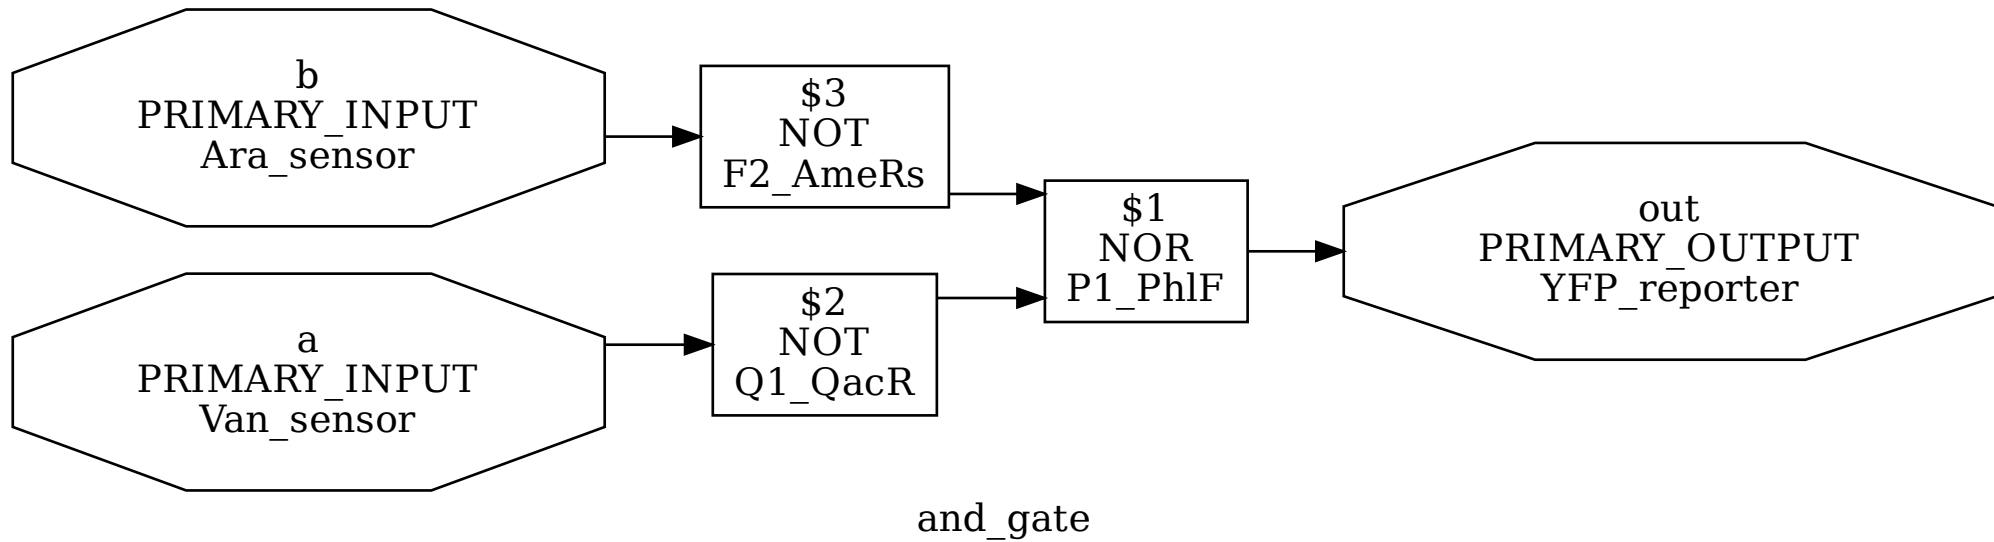 b
PRIMARY_INPUT
Ara_sensor
$3
NOT
F2_AmeRs
a
PRIMARY_INPUT
Van_sensor
$2
NOT
Q1_QacR
$1
NOR
P1_PhlF
out
PRIMARY_OUTPUT
YFP_reporter
and_gate